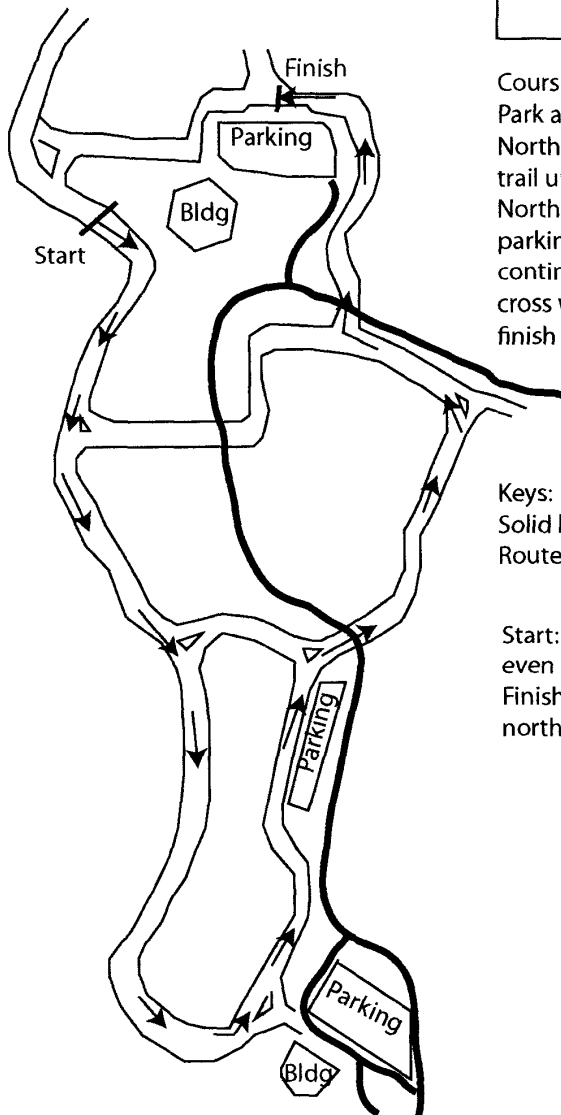 Finish
Parking
Bldg
Start
Parking
Parking
Bldg
Cours
Park a
North
trail u
North
parkin
contin
cross
finish
Keys:
Solid
Route
Start:
even
Finish
north